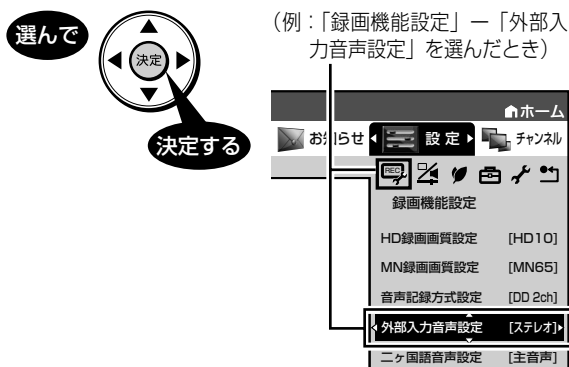 選んで
決定
決定する
(例：「録画機能設定」ー「外部入
力音声設定」を選んだとき)
ホーム
お知らせ 設定 チャンネル
REC
録画機能設定
HD録画画質設定 [HD10]
MN録画画質設定 [MN65]
音声記録方式設定 [DD 2ch]
外部入力音声設定 [ステレオ]
二ヶ国語音声設定 [主音声]